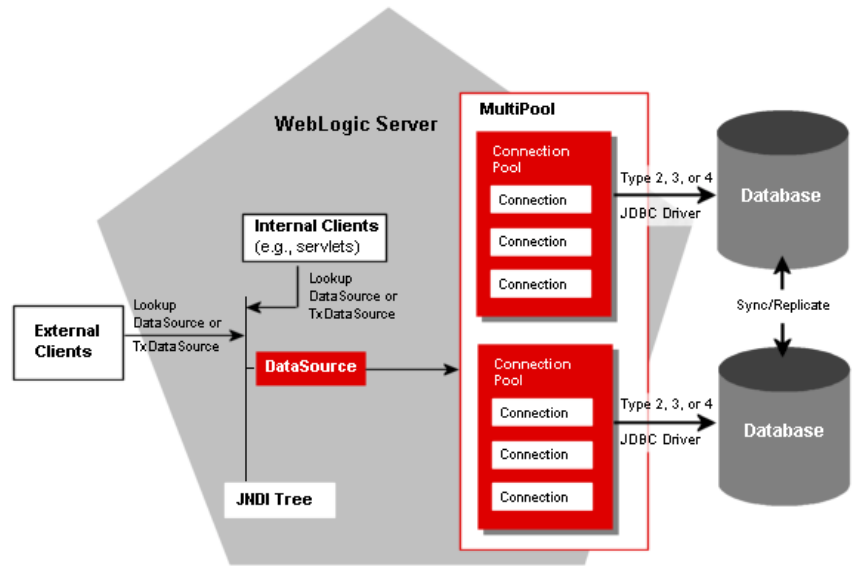 WebLogic Server
MultiPool
Connection
Pool
Connection
Connection
Connection
Type 2, 3, or 4
JDBC Driver
Database
Internal Clients
(e.g., servlets)
Lookup
DataSource or
TxDataSource
External
Clients
Lookup
DataSource or
TxDataSource
DataSource
JNDI Tree
Connection
Pool
Connection
Connection
Connection
Type 2, 3, or 4
JDBC Driver
Sync/Replicate
Database